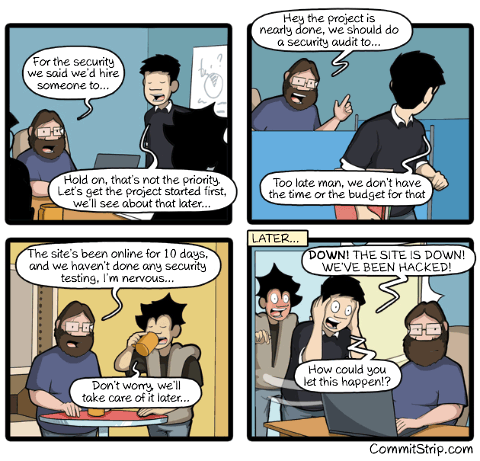 For the security
we said we'd hire
someone to...
Hold on, that's not the priority.
Let's get the project started first,
we'll see about that later...
Hey the project is
nearly done, we should do
a security audit to...
Too late man, we don't have
the time or the budget for that
The site's been online for 10 days,
and we haven't done any security
testing, I'm nervous...
Don't worry, we'll
take care of it later...
LATER...
DOWN! THE SITE IS DOWN!
WE'VE BEEN HACKED!
How could you
let this happen!?
CommitStrip.com